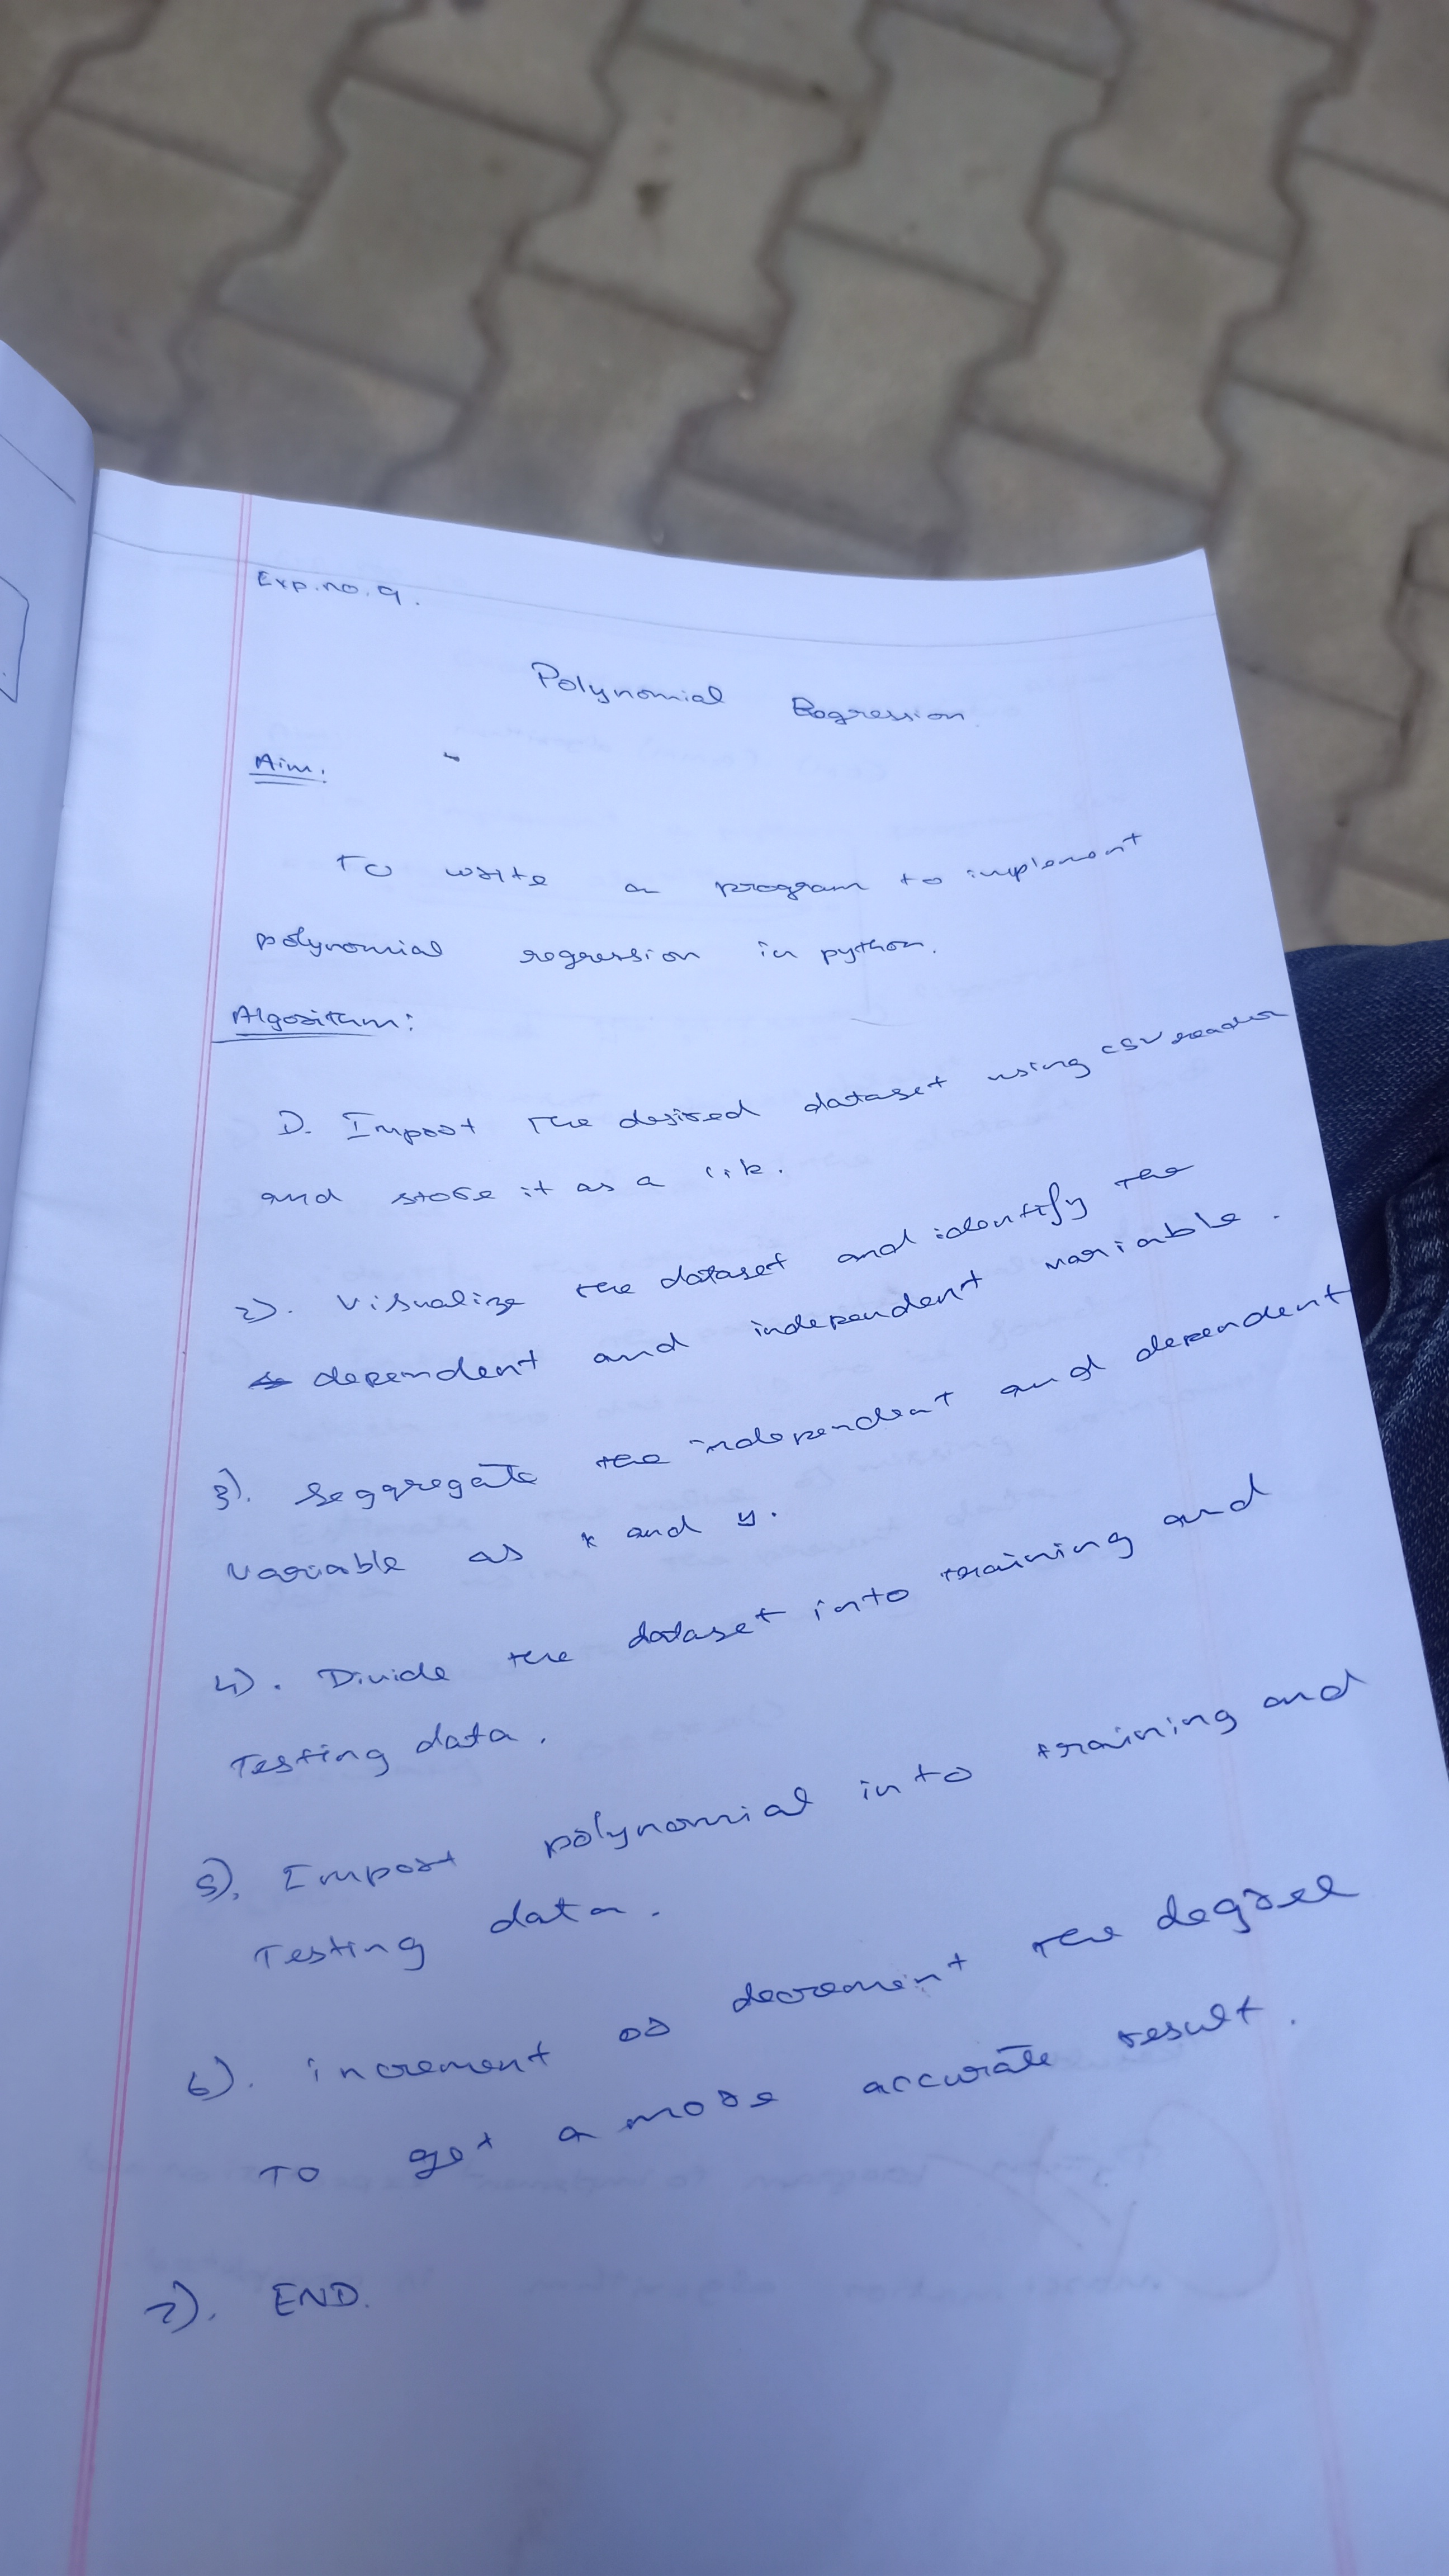 Exp.no.9.
Polynomial Regression.
Aim:
To write a program to implement
polynomial regression in python.
Algorithm:
1). Import the desired dataset using csv reader
and store it as a
2). Visualize the dataset and identify the
dependent and independent variable.
3). Seggregate the independent and dependent
variable as x and y.
4). Divide the dataset into training and
Testing data.
5). Import polynomial into training and
Testing data.
6). increment or decrement the degree
To get a more accurate result.
7). END.